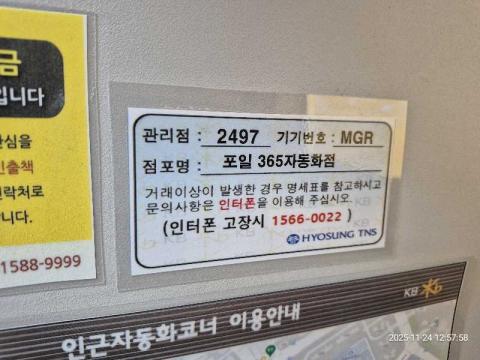 금
입니다
관심을
인출책
연락처로
니다.
1588-9999
관리점 : 2497 기기번호 : MGR
점포명 : 포일 365자동화점
거래이상이 발생한 경우 명세표를 참고하시고
문의사항은 인터폰을 이용해 주십시오.
(인터폰 고장시 1566-0022 )
HYOSUNG TNS
KB
인근자동화코너 이용안내
2025-11-24 12:57:58